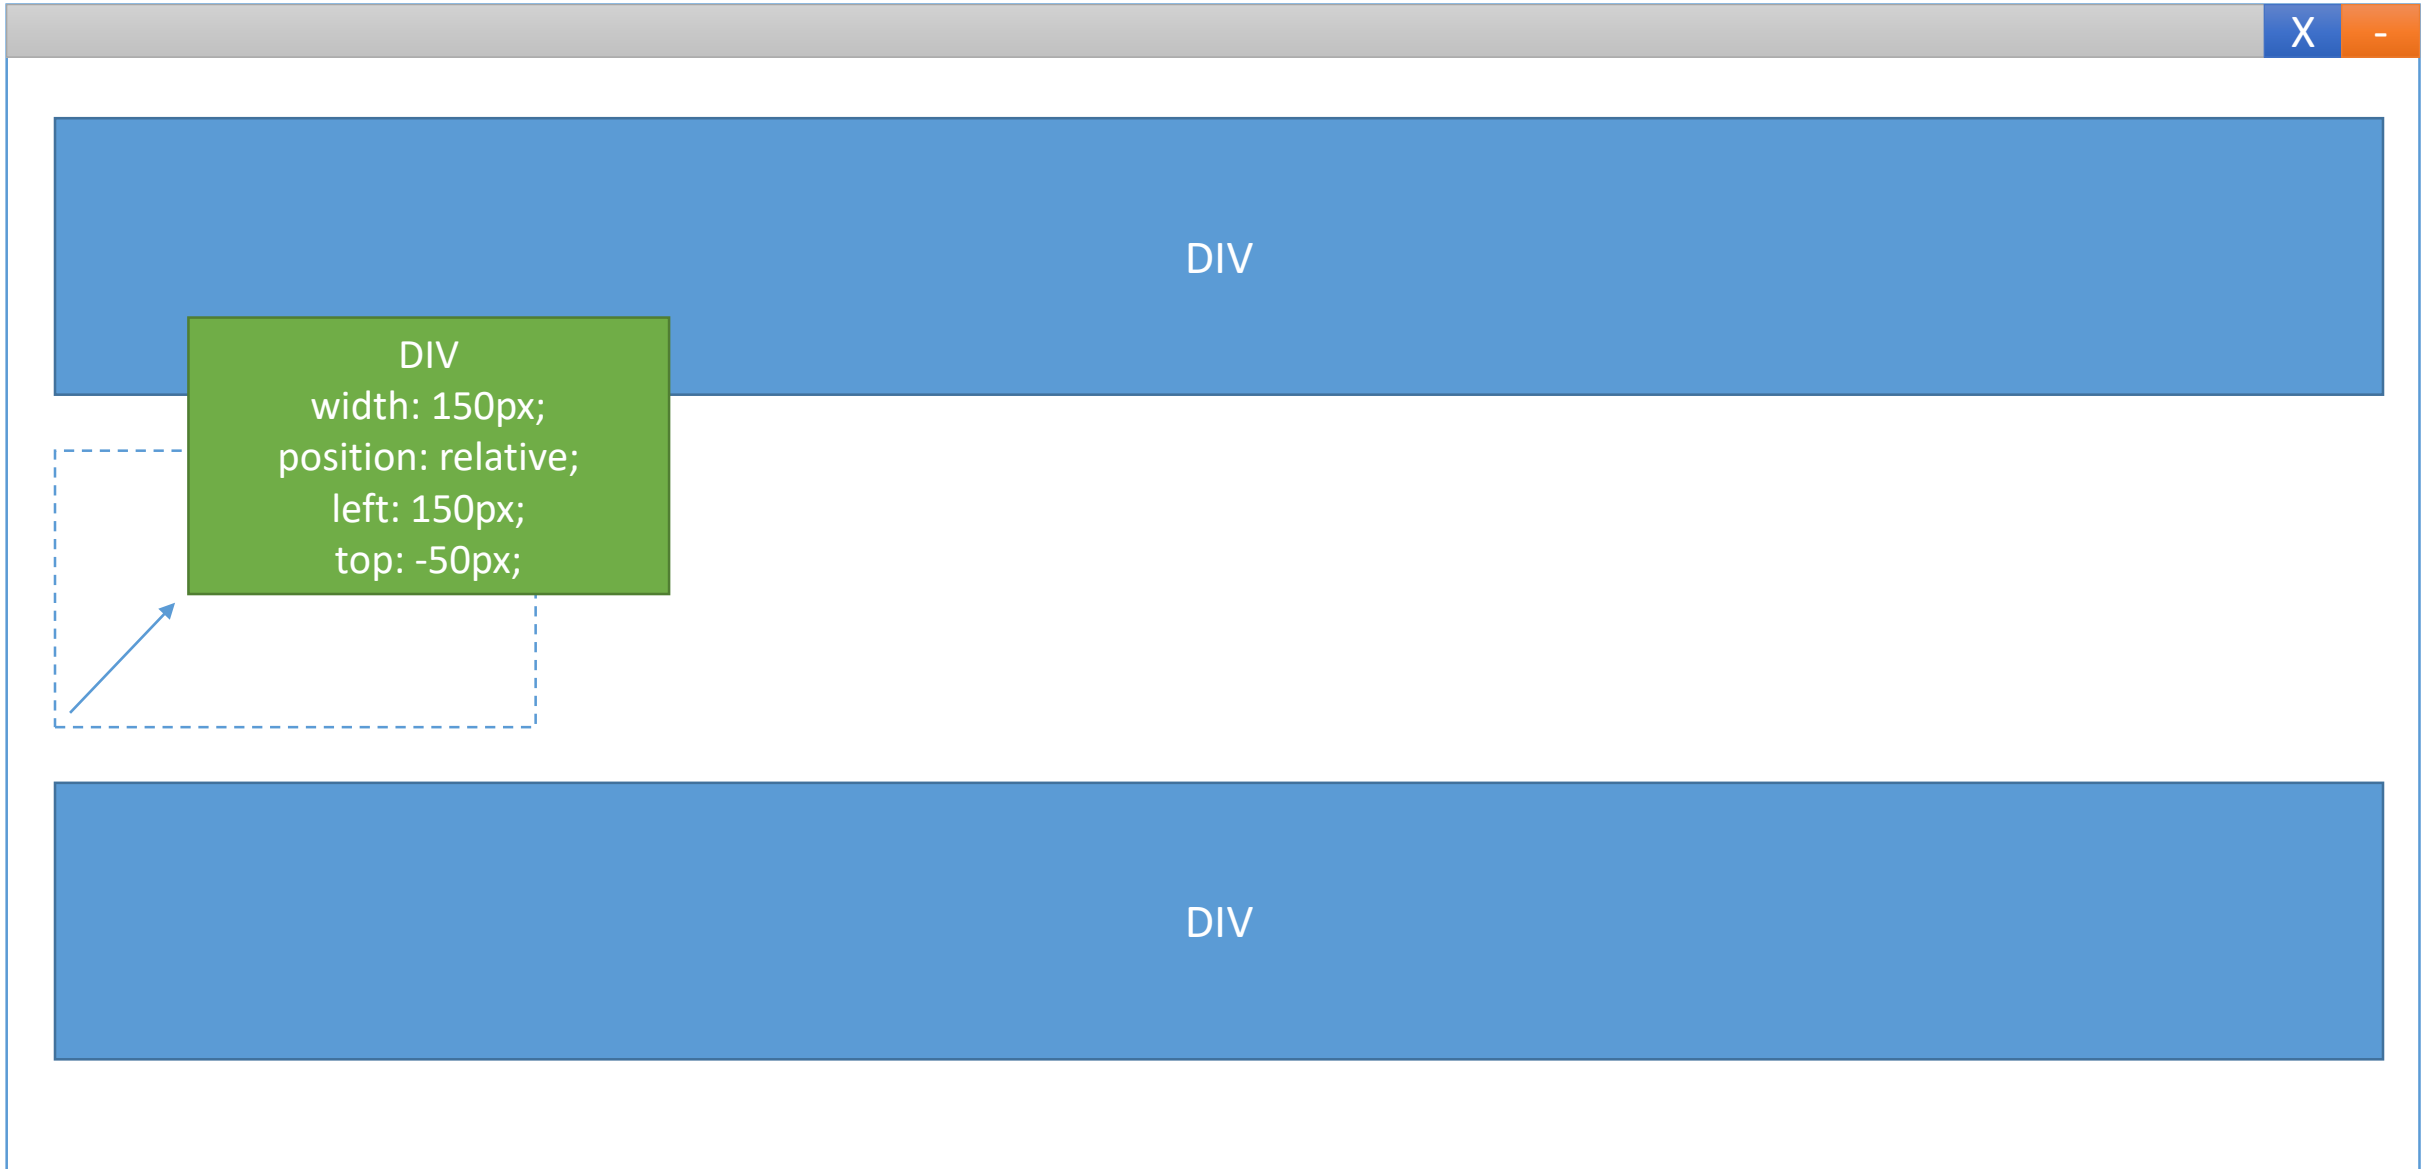 X -
DIV
DIV
width: 150px;
position: relative;
left: 150px;
top: -50px;
DIV